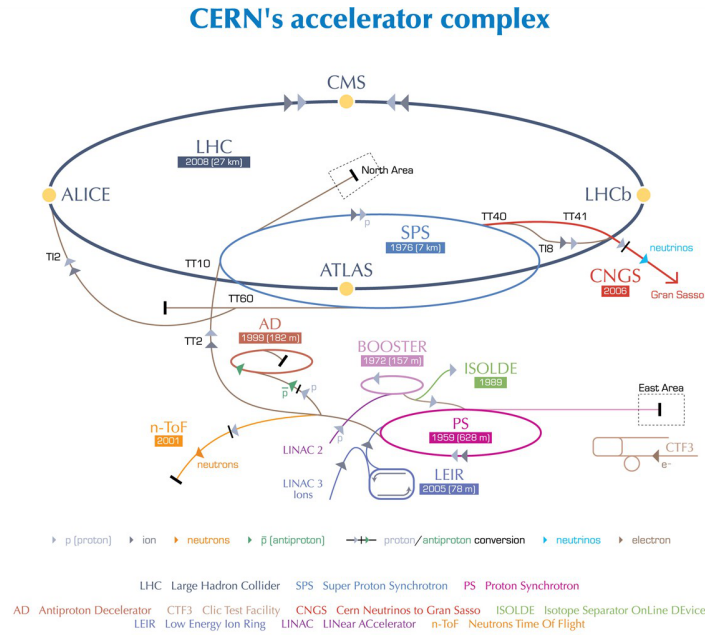 CERN's accelerator complex
CMS
LHC
2008 (27 km)
North Area
ALICE
LHCb
TT40
TT41
SPS
1976 (7 km)
p
TI2
TT10
TI8
neutrinos
ATLAS
CNGS
2006
Gran Sasso
TT60
AD
1999 (182 m)
TT2
BOOSTER
1972 (157 m)
ISOLDE
1989
p̅
p
East Area
n-ToF
2001
LINAC 2
p
PS
1959 (628 m)
neutrons
CTF3
e-
LINAC 3
Ions
LEIR
2005 (78 m)
p (proton) ion neutrons p̅ (antiproton) proton/antiproton conversion neutrinos electron
LHC Large Hadron Collider SPS Super Proton Synchrotron PS Proton Synchrotron
AD Antiproton Decelerator CTF3 Clic Test Facility CNGS Cern Neutrinos to Gran Sasso ISOLDE Isotope Separator OnLine DEvice
LEIR Low Energy Ion Ring LINAC LINear ACcelerator n-ToF Neutrons Time Of Flight